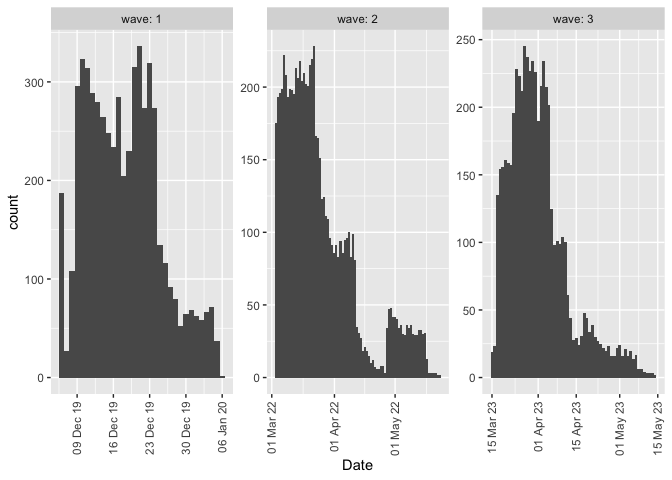 wave: 1
wave: 2
wave: 3
count
300
200
100
0
200
150
100
50
0
250
200
150
100
50
0
09 Dec 19
16 Dec 19
23 Dec 19
30 Dec 19
06 Jan 20
01 Mar 22
01 Apr 22
01 May 22
15 Mar 23
01 Apr 23
15 Apr 23
01 May 23
15 May 23
Date